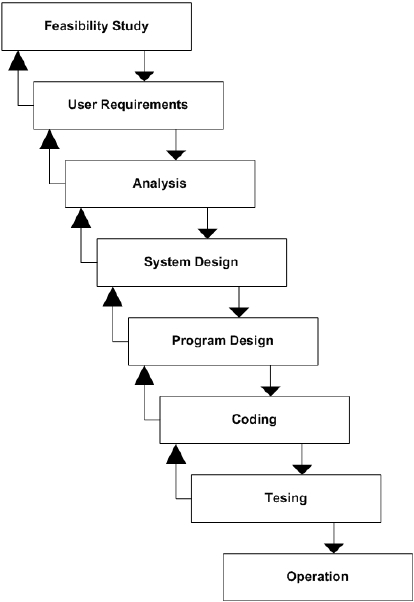 Feasibility Study
User Requirements
Analysis
System Design
Program Design
Coding
Tesing
Operation